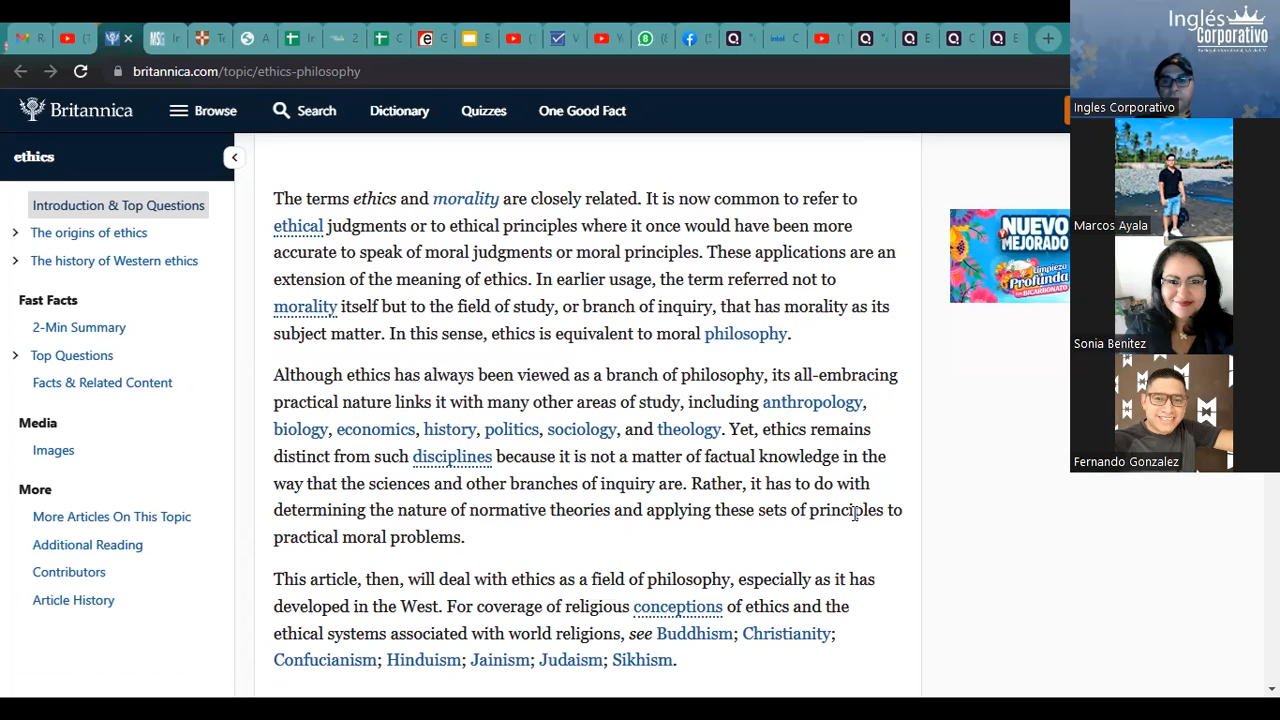 britannica.com/topic/ethics-philosophy
Britannica
Browse
Search
Dictionary
Quizzes
One Good Fact
ethics
Introduction & Top Questions
The origins of ethics
The history of Western ethics
Fast Facts
2-Min Summary
Top Questions
Facts & Related Content
Media
Images
More
More Articles On This Topic
Additional Reading
Contributors
Article History
The terms ethics and morality are closely related. It is now common to refer to
ethical judgments or to ethical principles where it once would have been more
accurate to speak of moral judgments or moral principles. These applications are an
extension of the meaning of ethics. In earlier usage, the term referred not to
morality itself but to the field of study, or branch of inquiry, that has morality as its
subject matter. In this sense, ethics is equivalent to moral philosophy.
Although ethics has always been viewed as a branch of philosophy, its all-embracing
practical nature links it with many other areas of study, including anthropology,
biology, economics, history, politics, sociology, and theology. Yet, ethics remains
distinct from such disciplines because it is not a matter of factual knowledge in the
way that the sciences and other branches of inquiry are. Rather, it has to do with
determining the nature of normative theories and applying these sets of principles to
practical moral problems.
This article, then, will deal with ethics as a field of philosophy, especially as it has
developed in the West. For coverage of religious conceptions of ethics and the
ethical systems associated with world religions, see Buddhism; Christianity;
Confucianism; Hinduism; Jainism; Judaism; Sikhism.
NUEVO
Y MEJORADO
Limpieza
Profunda
con BICARBONATO
Inglés
Corporativo
Ingles Corporativo
Marcos Ayala
Sonia Benitez
Fernando Gonzalez